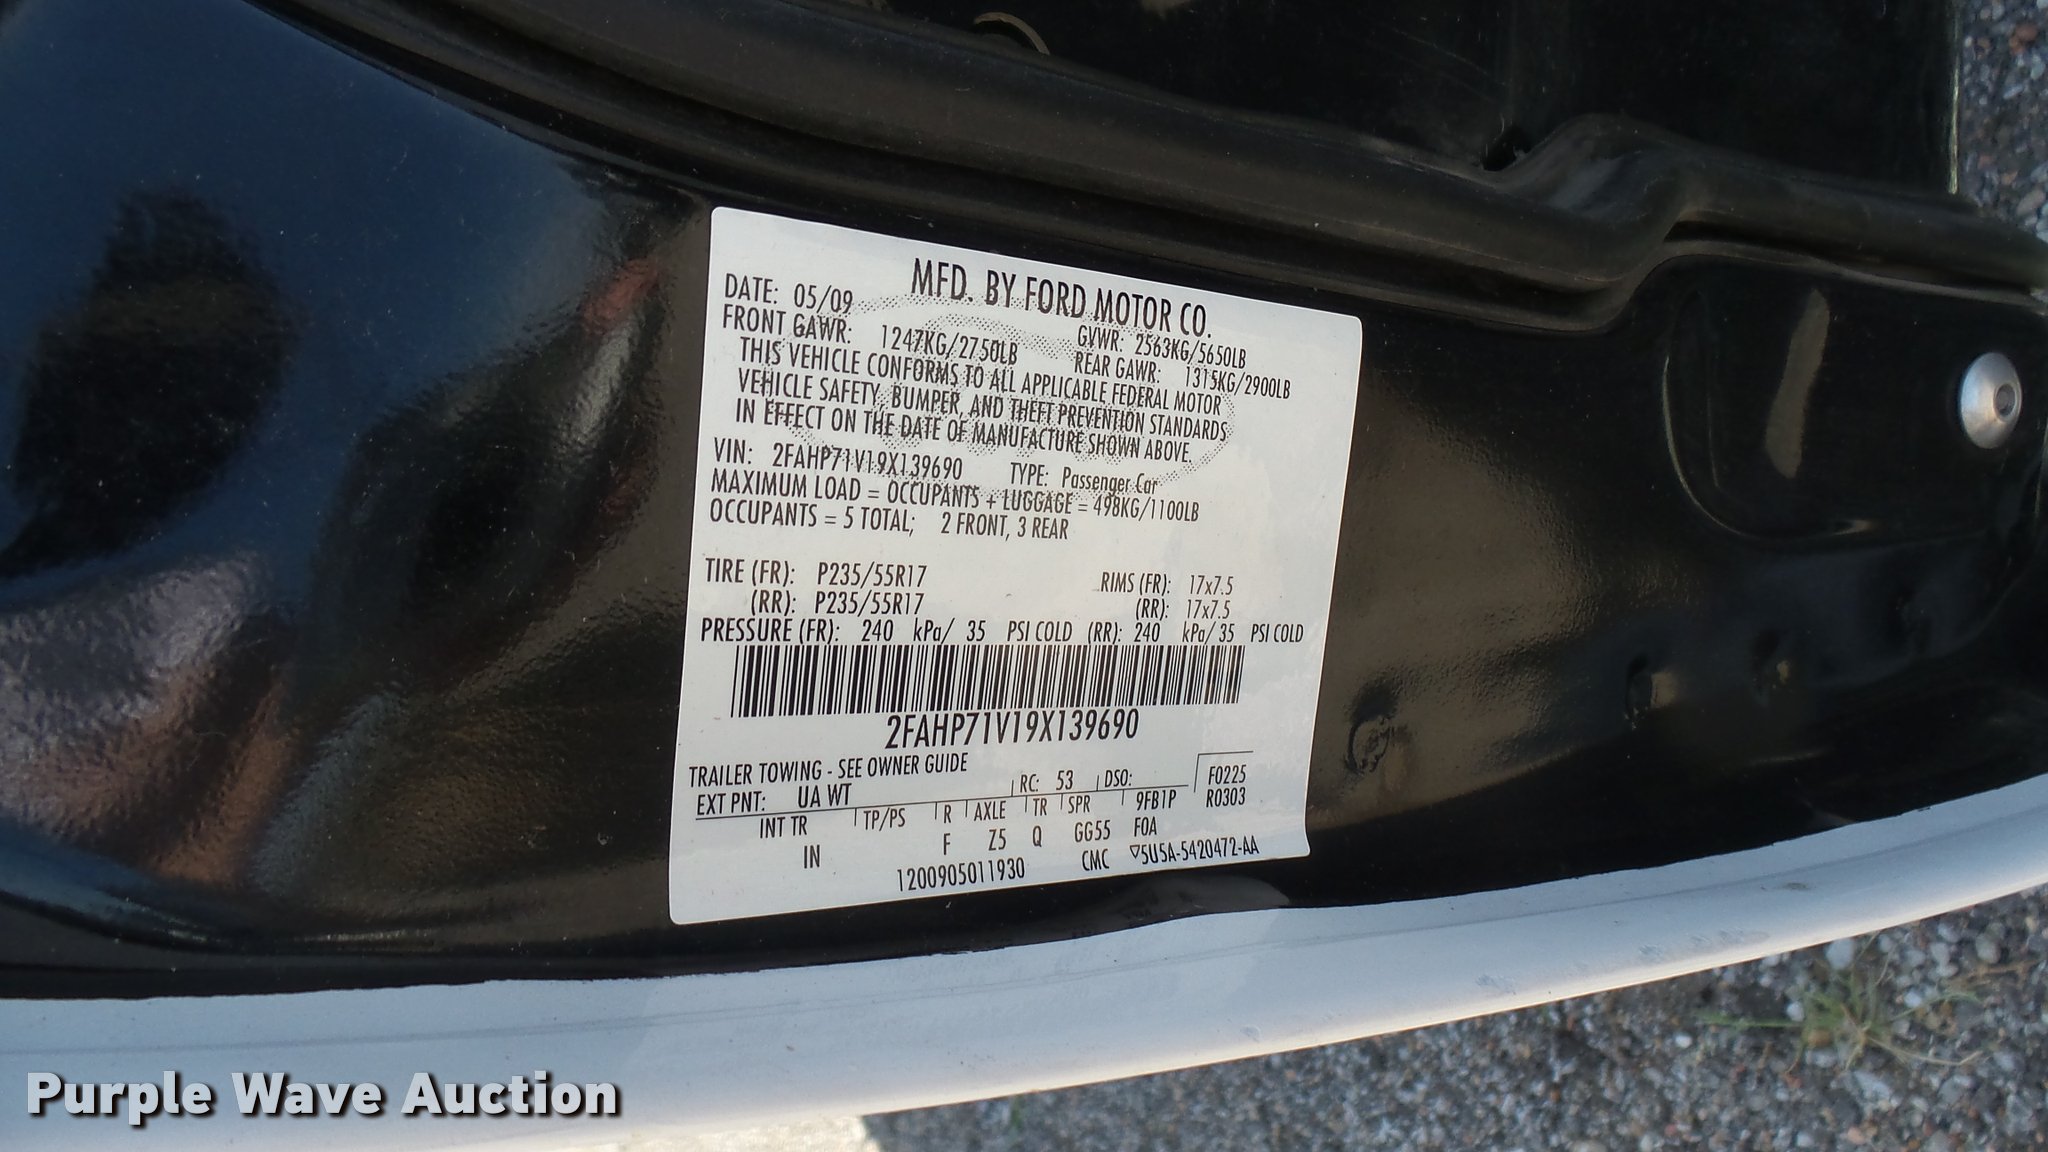 MFD. BY FORD MOTOR CO.
DATE: 05/09 GVWR: 2563KG/5650LB
FRONT GAWR: 1247KG/2750LB REAR GAWR: 1315KG/2900LB
THIS VEHICLE CONFORMS TO ALL APPLICABLE FEDERAL MOTOR
VEHICLE SAFETY, BUMPER, AND THEFT PREVENTION STANDARDS
IN EFFECT ON THE DATE OF MANUFACTURE SHOWN ABOVE.
VIN: 2FAHP71V19X139690 TYPE: Passenger Car
MAXIMUM LOAD = OCCUPANTS + LUGGAGE = 498KG/1100LB
OCCUPANTS = 5 TOTAL; 2 FRONT, 3 REAR
TIRE (FR): P235/55R17 RIMS (FR): 17x7.5
(RR): P235/55R17 (RR): 17x7.5
PRESSURE (FR): 240 kPa/ 35 PSI COLD (RR): 240 kPa/ 35 PSI COLD
2FAHP71V19X139690
TRAILER TOWING - SEE OWNER GUIDE
EXT PNT: UA WT RC: 53 DSO: F0225
INT TR TP/PS R AXLE TR SPR 9FB1P R0303
IN F Z5 Q GG55 FOA
1200905011930 CMC ▽5U5A-5420472-AA
Purple Wave Auction